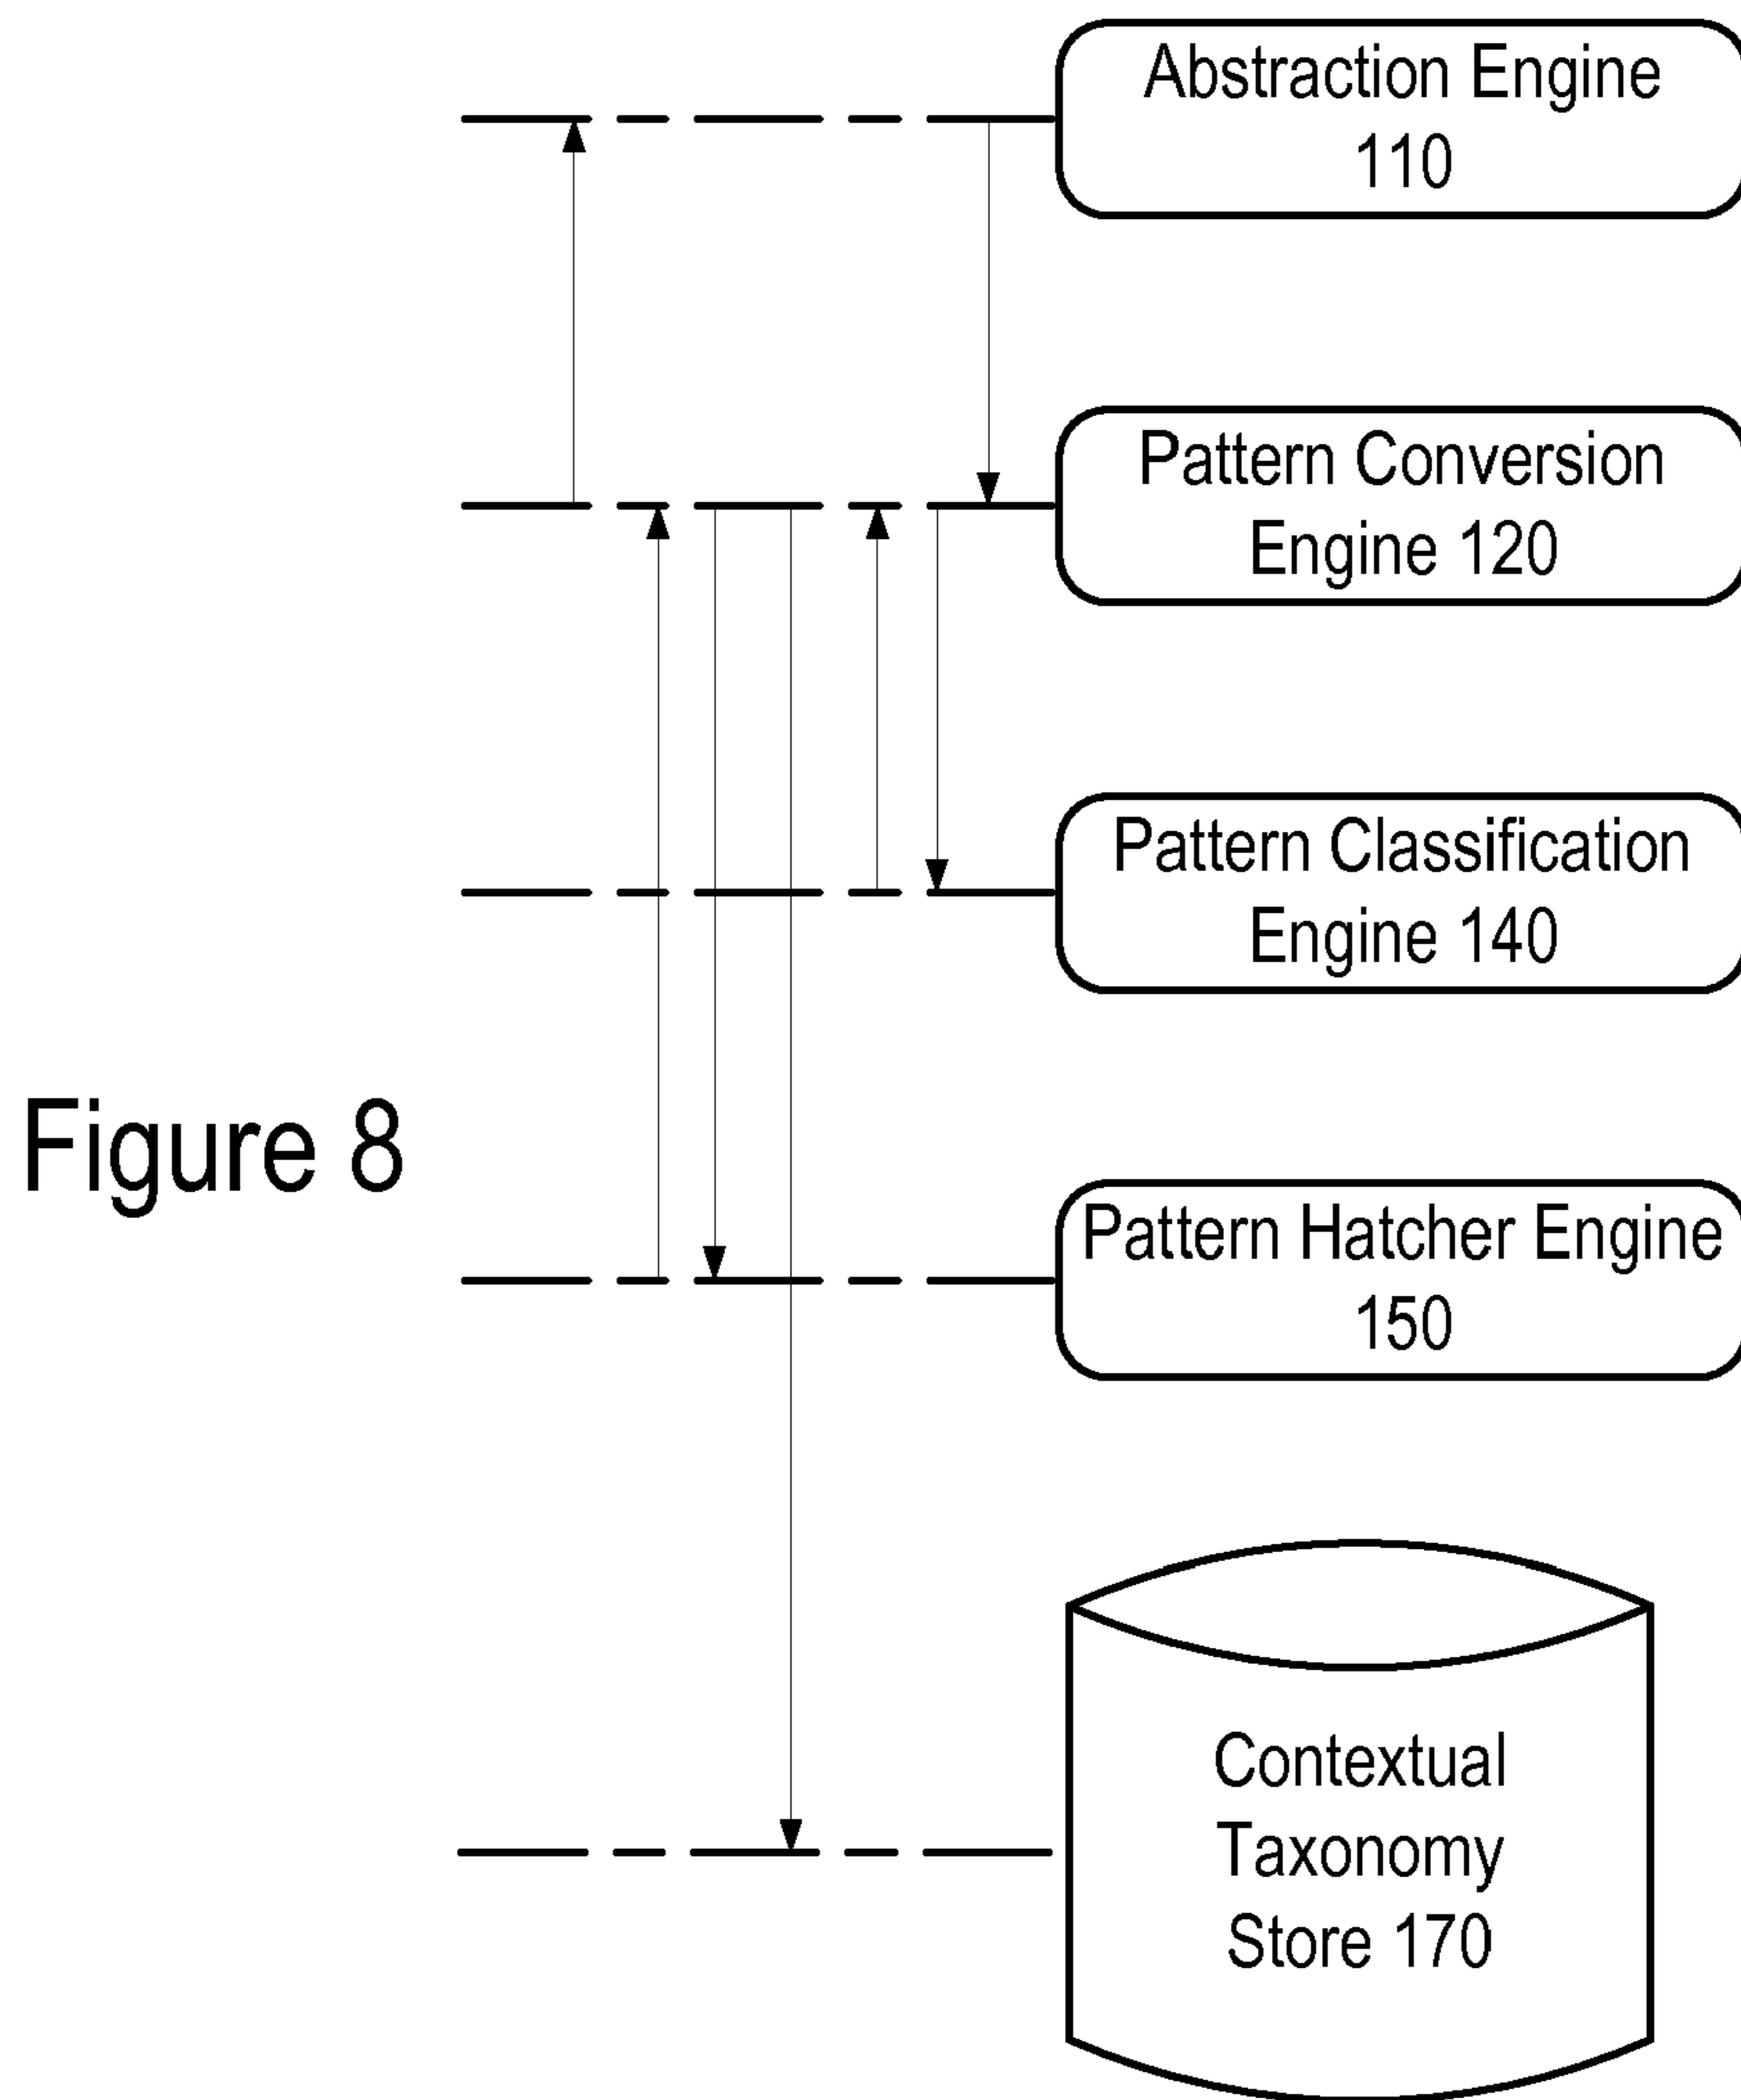 Abstraction Engine
110
Pattern Conversion
Engine 120
Pattern Classification
Engine 140
Figure 8
Pattern Hatcher Engine
150
Contextual
Taxonomy
Store 170